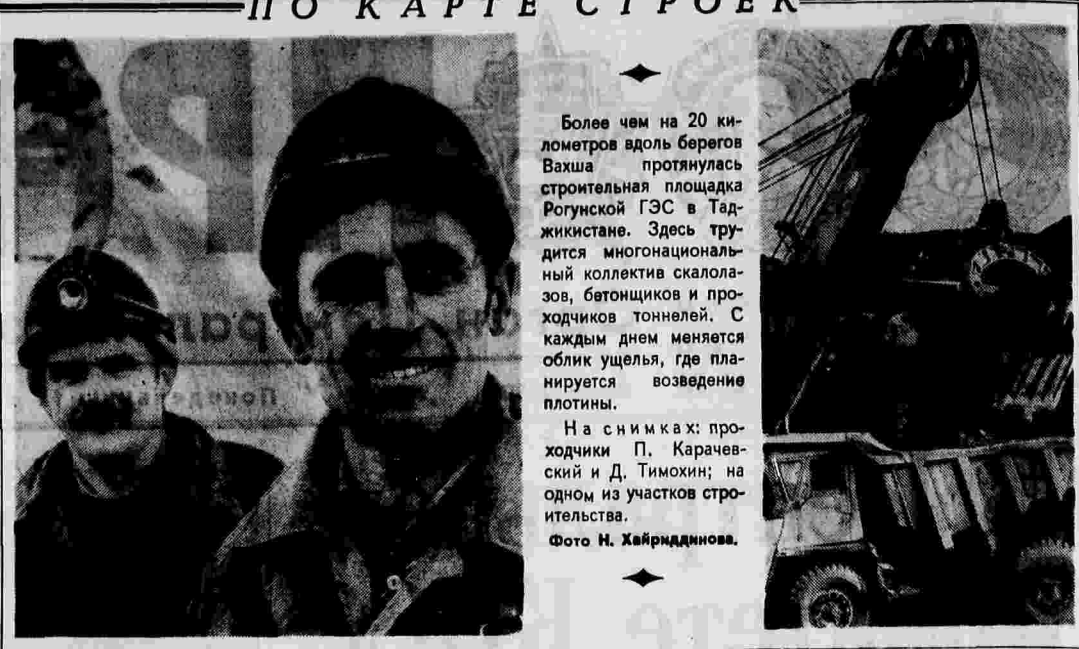 ПО КАРТЕ СТРОЕК
Более чем на 20 ки-
лометров вдоль берегов
Вахша протянулась
строительная площадка
Рогунской ГЭС в Тад-
жикистане. Здесь тру-
дится многонациональ-
ный коллектив скалола-
зов, бетонщиков и про-
ходчиков тоннелей. С
каждым днем меняется
облик ущелья, где пла-
нируется возведение
плотины.
На снимках: про-
ходчики П. Карачев-
ский и Д. Тимохин; на
одном из участков стро-
ительства.
Фото Н. Хайриддинова.